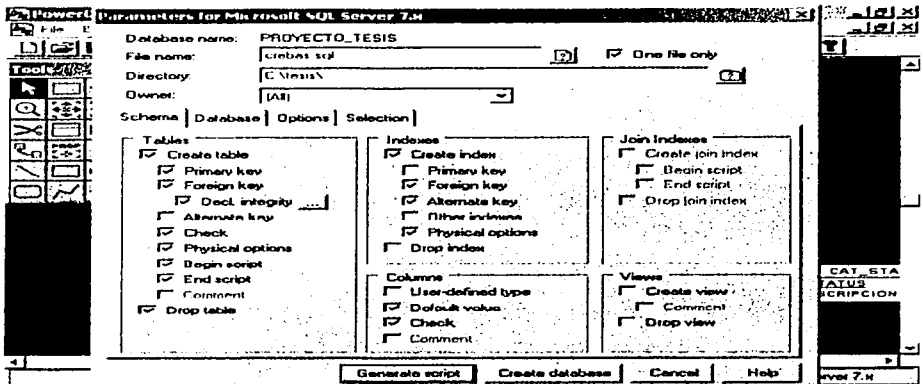 Parameters for Microsoft SQL Server 7.x
File
Tools
Database name: PROYECTO_TESIS
File name: crebas.sql
One file only
Directory: C:\tesis\
Owner: (All)
Schema Database Options Selection
Tables
Create table
Primary key
Foreign key
Decl. integrity ...
Alternate key
Check
Physical options
Begin script
End script
Comment
Drop table
Indexes
Create index
Primary key
Foreign key
Alternate key
Other indexes
Physical options
Drop index
Join Indexes
Create join index
Begin script
End script
Drop join index
Columns
User-defined type
Default value
Check
Comment
Views
Create view
Comment
Drop view
CAT_STA
TATUS
SCRIPCION
Generate script Create database Cancel Help
rver 7.x